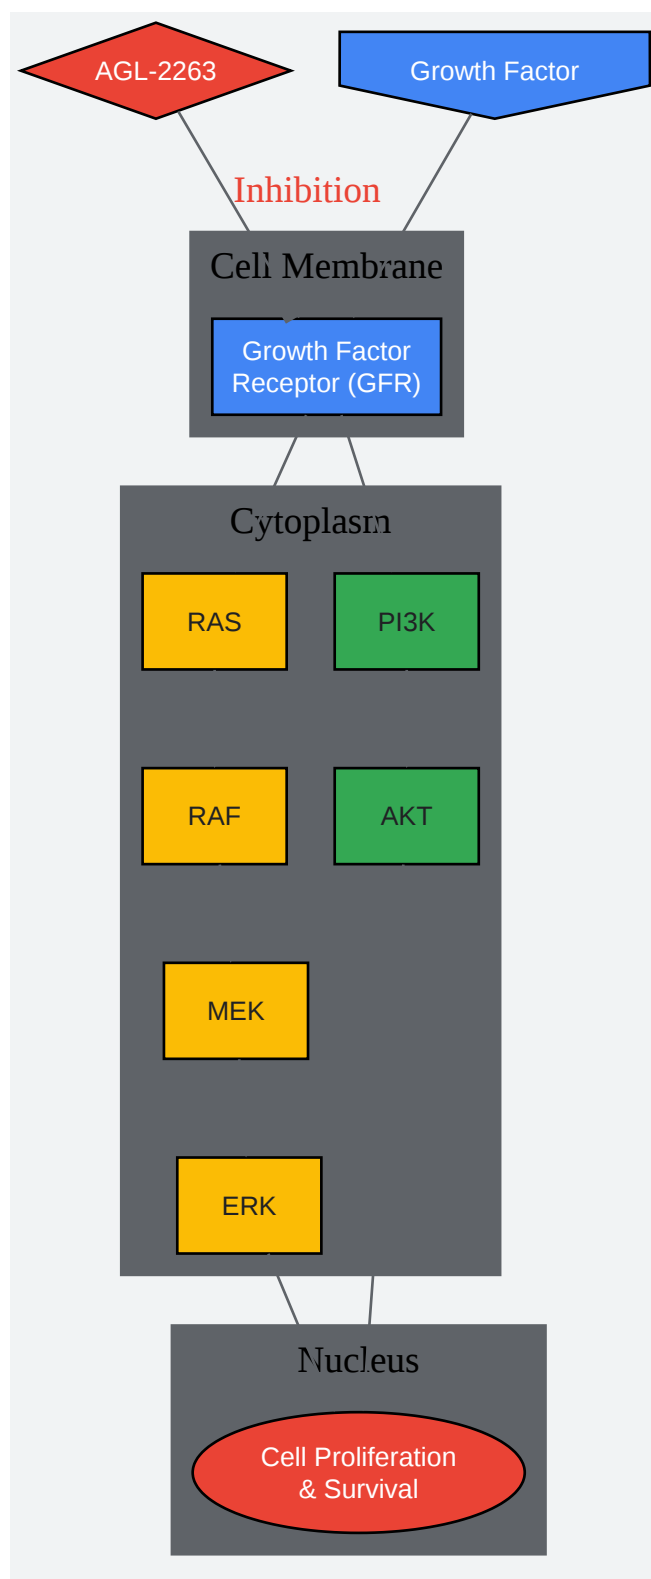 AGL-2263
Growth Factor
Inhibition
Cell Membrane
Growth Factor
Receptor (GFR)
Cytoplasm
RAS
PI3K
RAF
AKT
MEK
ERK
Nucleus
Cell Proliferation
& Survival